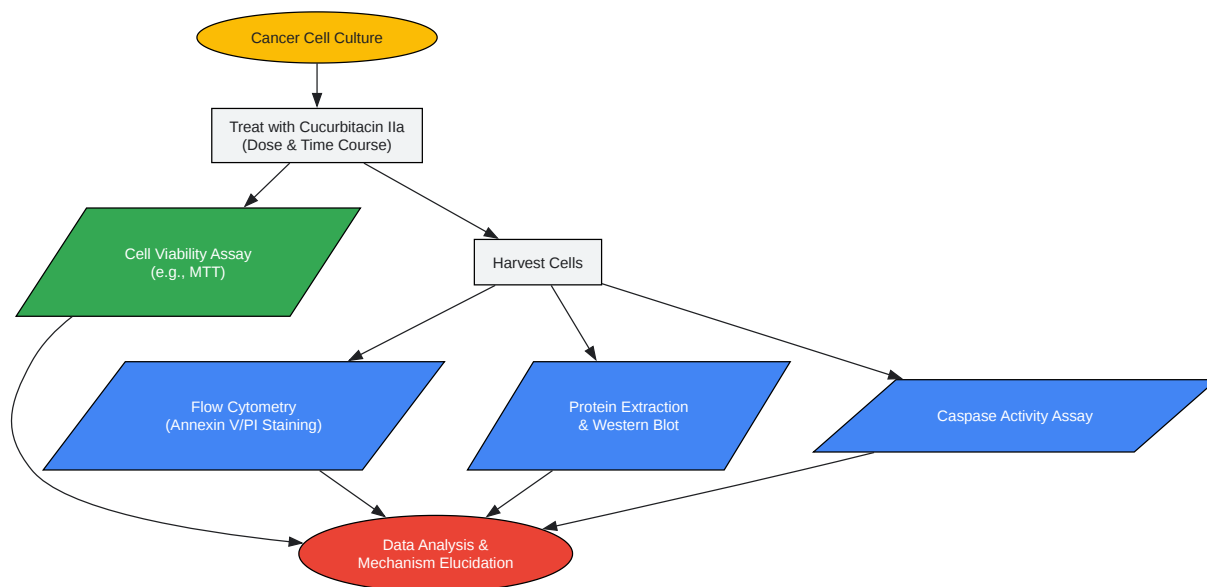 Cancer Cell Culture
Treat with Cucurbitacin IIa
(Dose & Time Course)
Cell Viability Assay
(e.g., MTT)
Harvest Cells
Flow Cytometry
(Annexin V/PI Staining)
Protein Extraction
& Western Blot
Caspase Activity Assay
Data Analysis &
Mechanism Elucidation